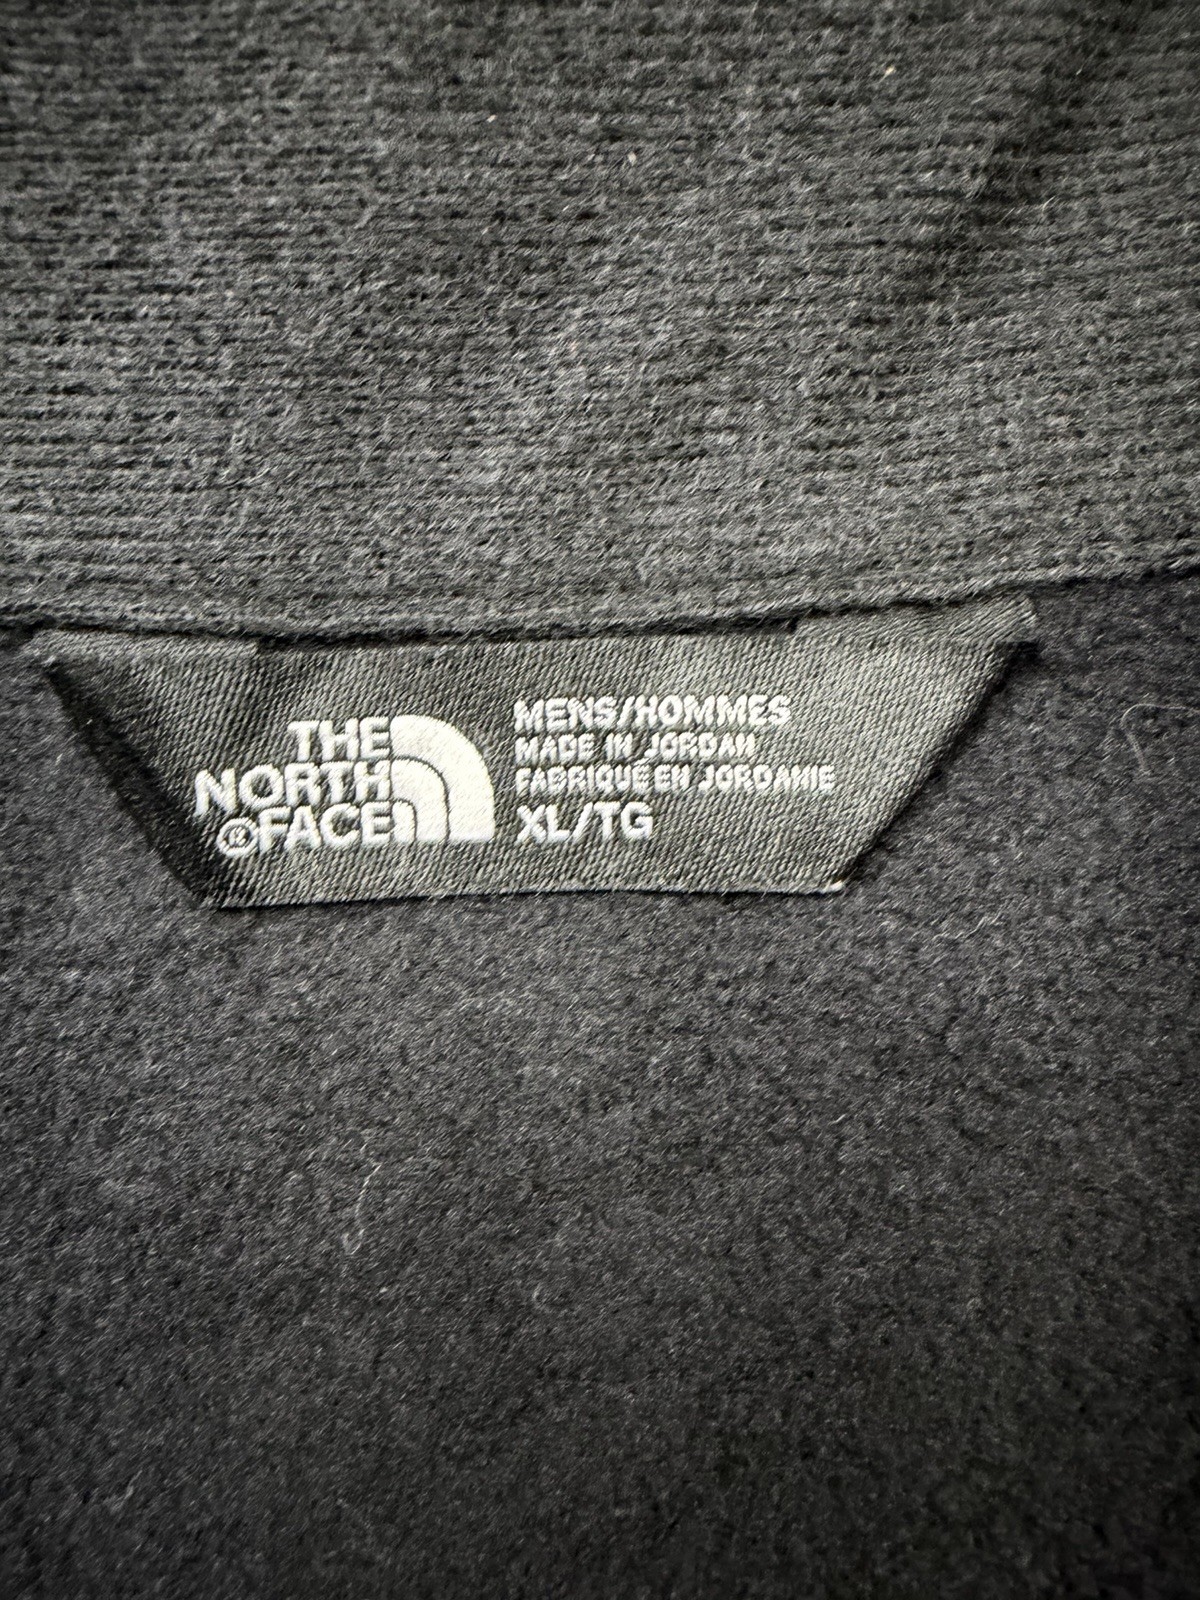 THE
NORTH
®FACE
MENS/HOMMES
MADE IN JORDAN
FABRIQUÉ EN JORDANIE
XL/TG